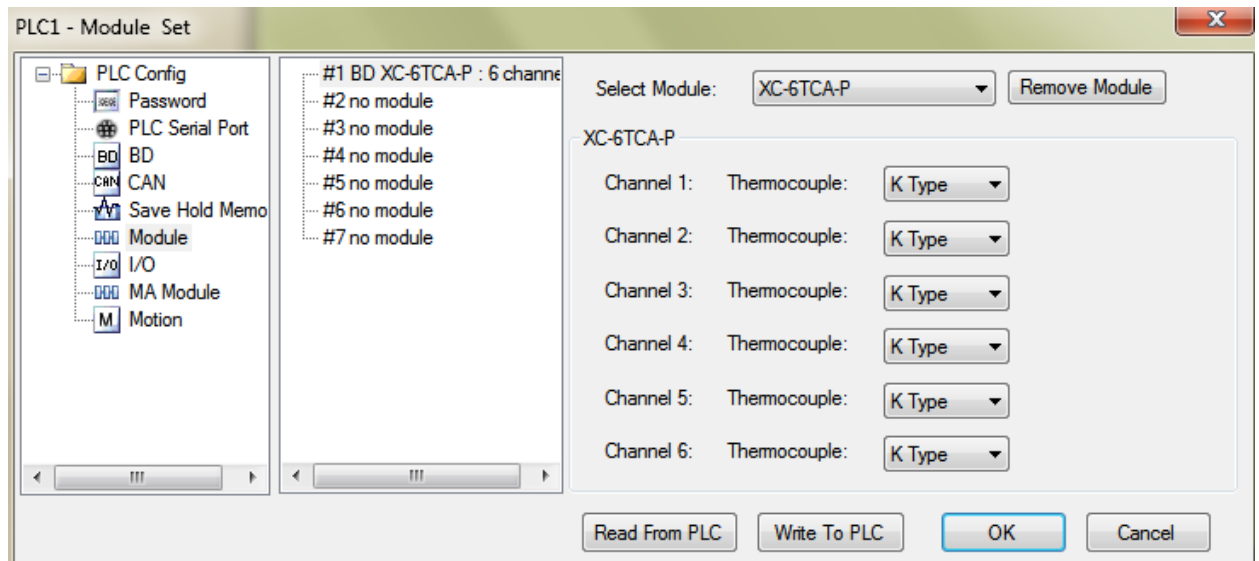 PLC1 - Module Set
PLC Config
Password
PLC Serial Port
BD BD
CAN CAN
Save Hold Memo
Module
I/O I/O
MA Module
M Motion
#1 BD XC-6TCA-P : 6 channe
#2 no module
#3 no module
#4 no module
#5 no module
#6 no module
#7 no module
Select Module: XC-6TCA-P Remove Module
XC-6TCA-P
Channel 1: Thermocouple: K Type
Channel 2: Thermocouple: K Type
Channel 3: Thermocouple: K Type
Channel 4: Thermocouple: K Type
Channel 5: Thermocouple: K Type
Channel 6: Thermocouple: K Type
Read From PLC Write To PLC OK Cancel